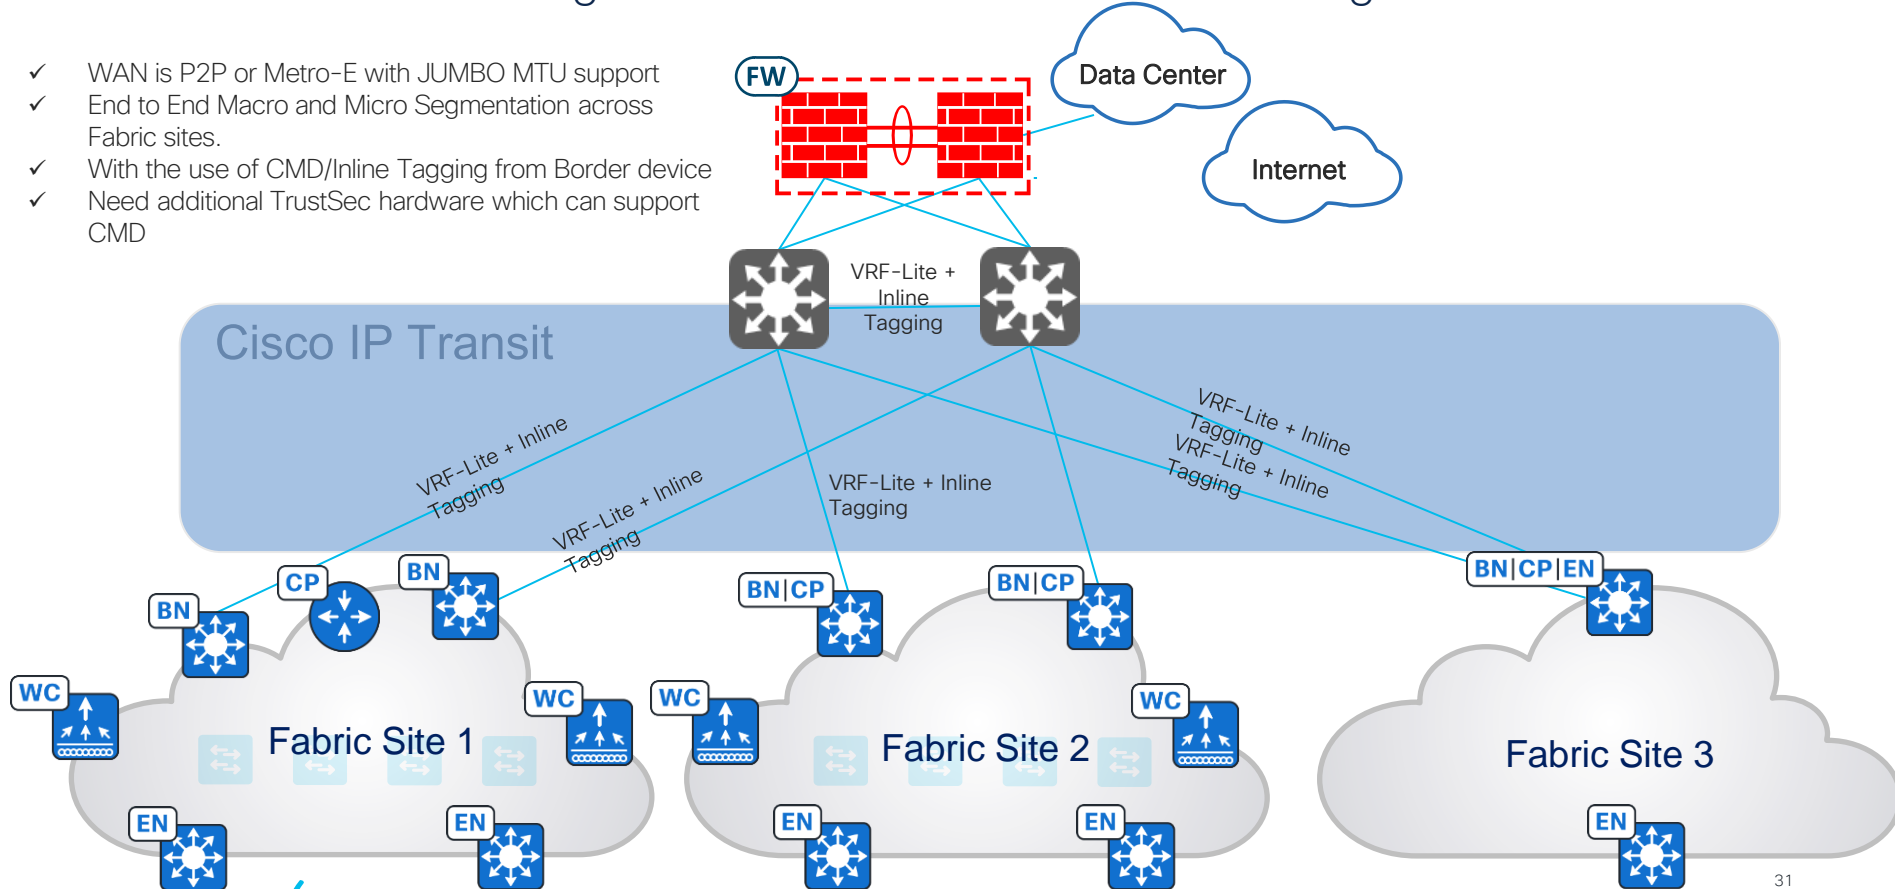 WAN is P2P or Metro-E with JUMBO MTU support
End to End Macro and Micro Segmentation across
Fabric sites.
With the use of CMD/Inline Tagging from Border device
Need additional TrustSec hardware which can support
CMD
FW
Data Center
Internet
VRF-Lite +
Inline
Tagging
Cisco IP Transit
VRF-Lite + Inline
Tagging
VRF-Lite + Inline
Tagging
VRF-Lite + Inline
Tagging
VRF-Lite + Inline
Tagging
VRF-Lite + Inline
Tagging
BN
CP
BN
BN|CP
BN|CP
BN|CP|EN
WC
WC
WC
WC
Fabric Site 1
Fabric Site 2
Fabric Site 3
EN
EN
EN
EN
EN
31